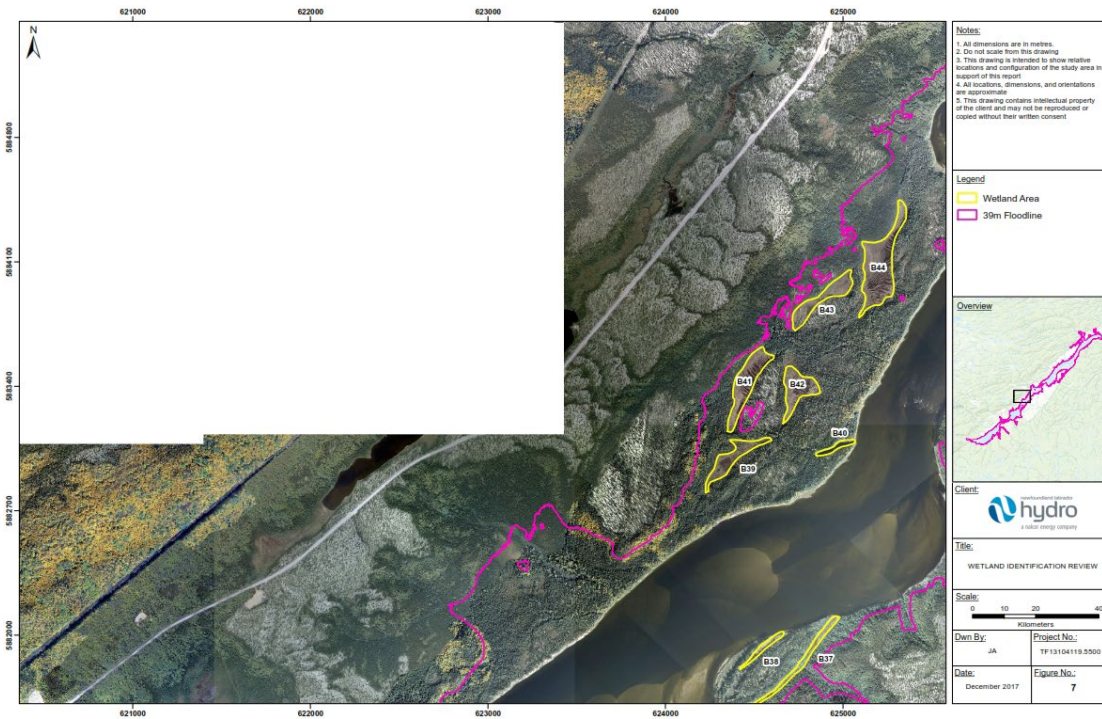 621000 622000 623000 624000 625000
N
5884800
5884100
5883400
5882700
5882000
B44
B43
B41
B42
B40
B39
B38
B37
621000 622000 623000 624000 625000
Notes:
1. All dimensions are in metres.
2. Do not scale from this drawing
3. This drawing is intended to show relative
locations and configuration of the study area in
support of this report
4. All locations, dimensions, and orientations
are approximate
5. This drawing contains intellectual property
of the client and may not be reproduced or
copied without their written consent
Legend
Wetland Area
39m Floodline
Overview
Client:
newfoundland labrador
hydro
a nalcor energy company
Title:
WETLAND IDENTIFICATION REVIEW
Scale:
0 10 20 40
Kilometers
Dwn By: Project No.:
JA TF13104119.5500
Date: Figure No.:
December 2017 7